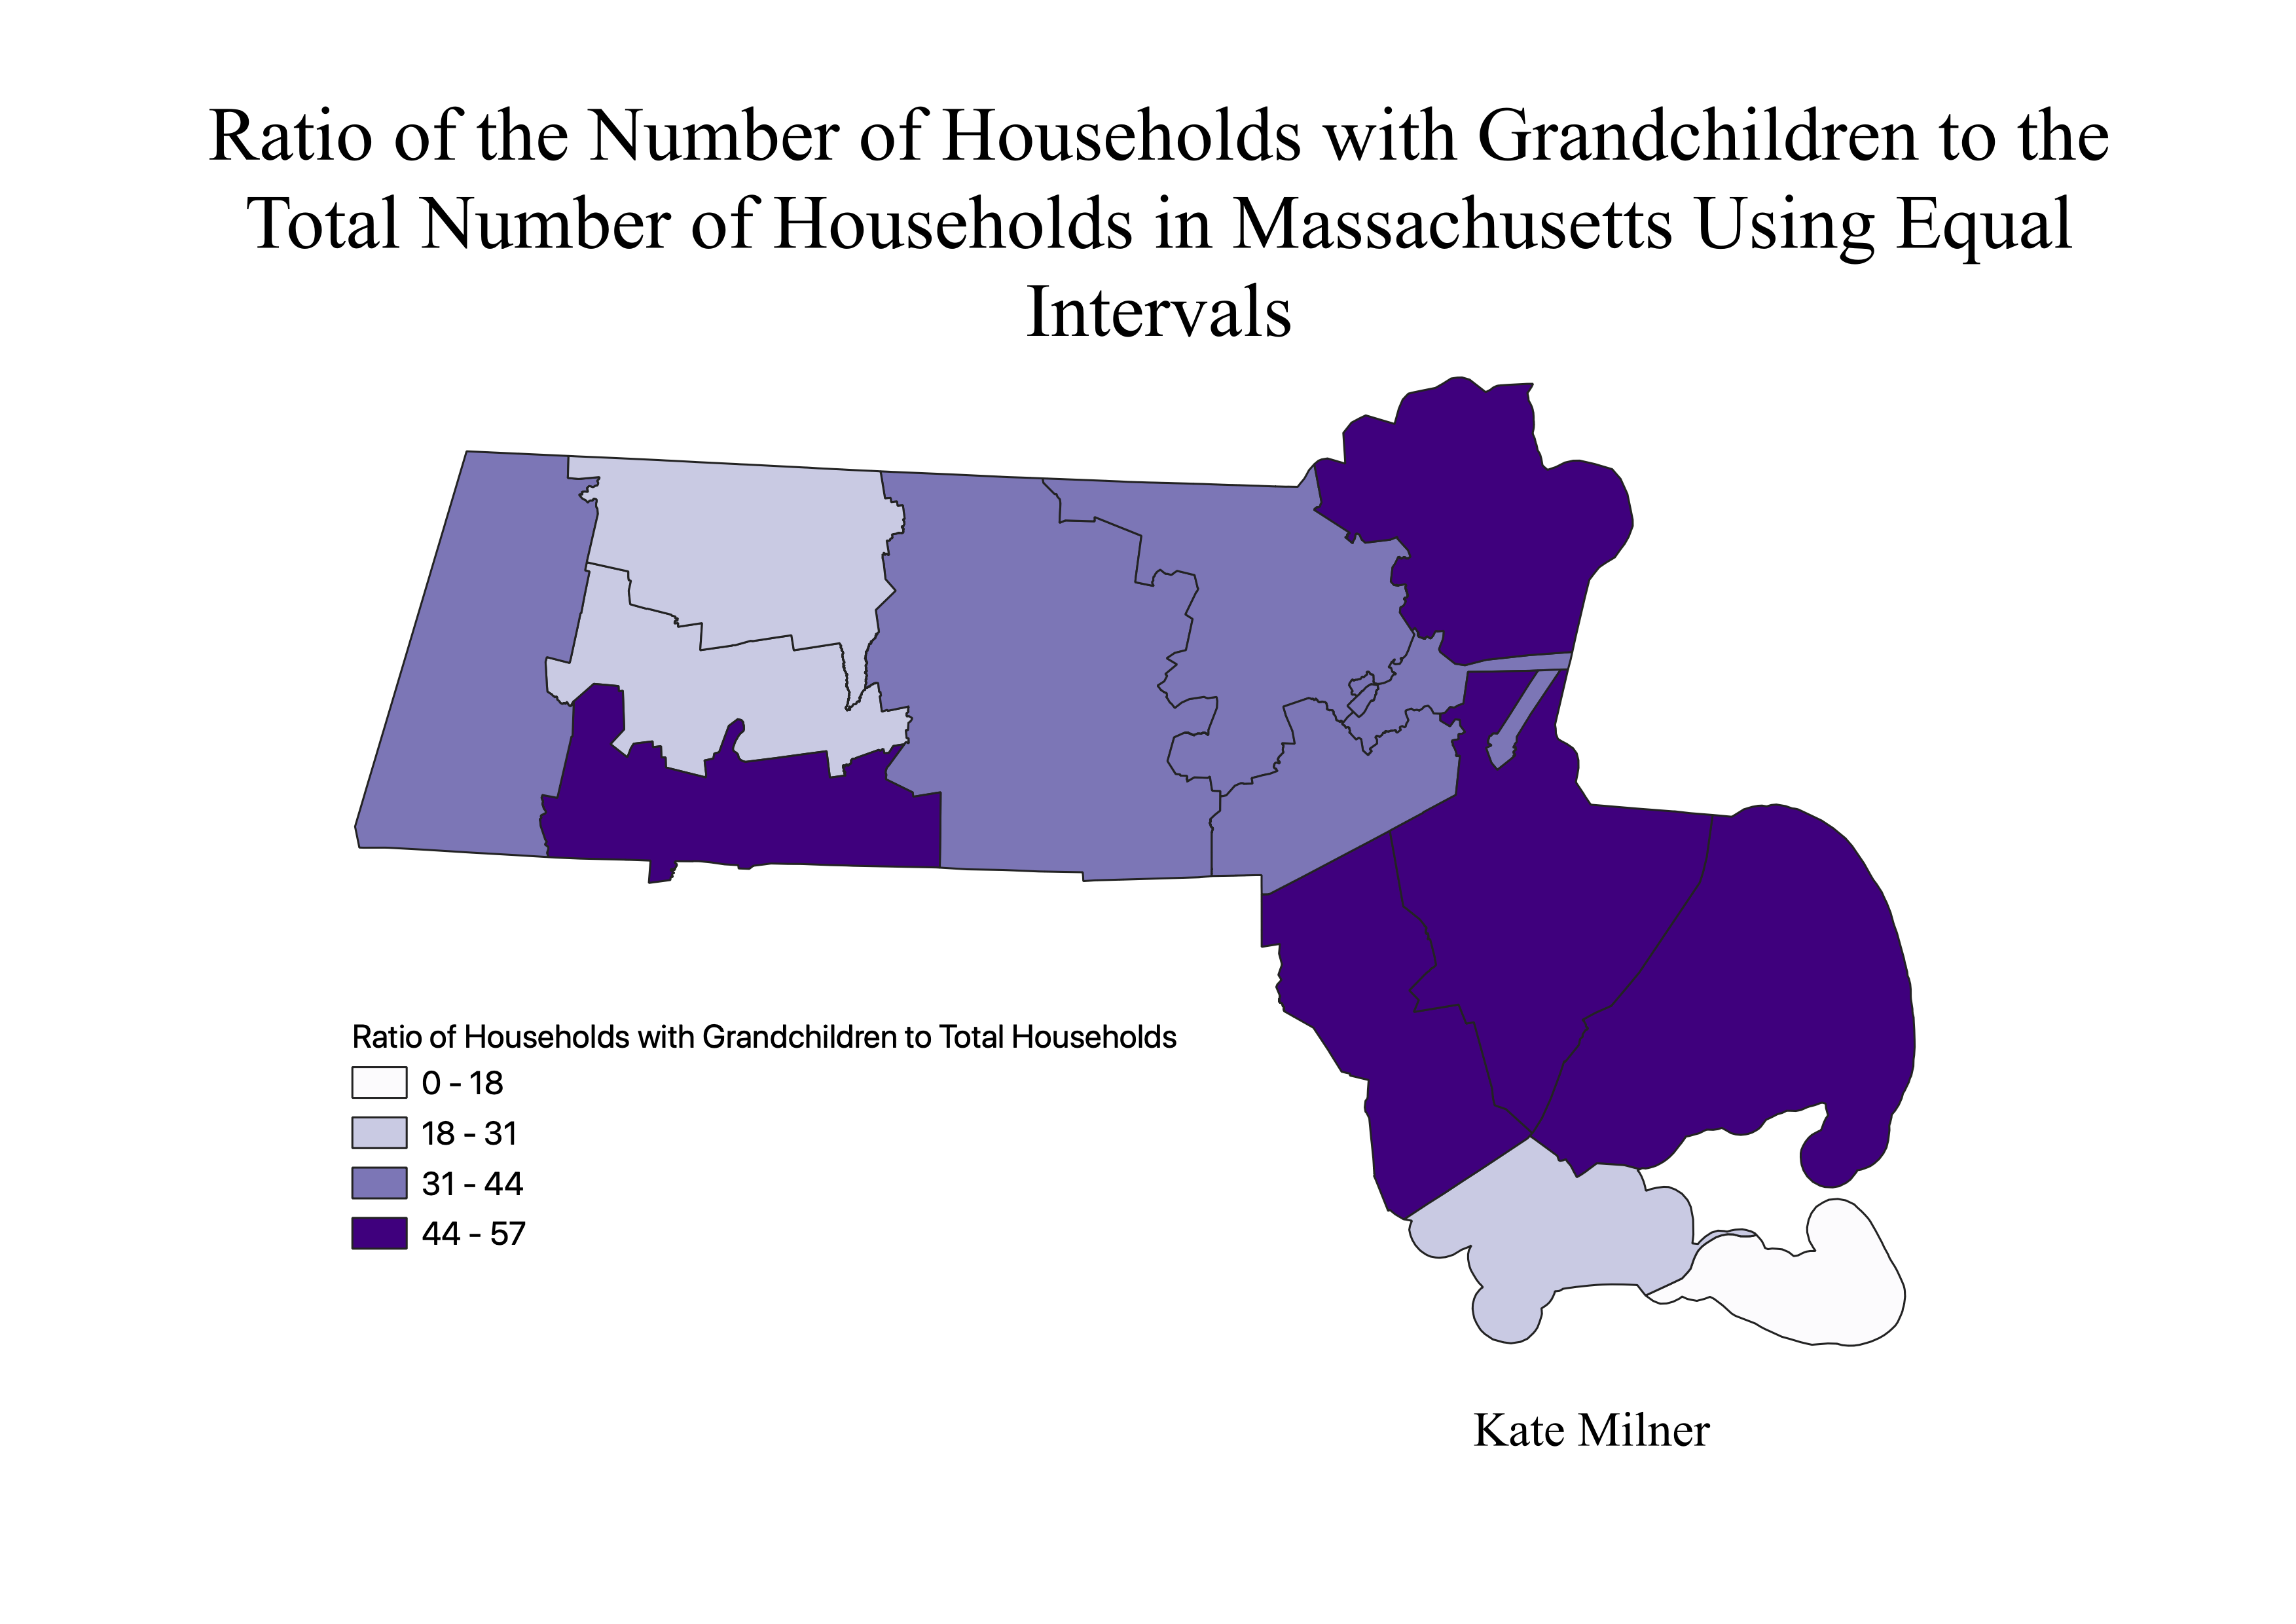 Ratio of the Number of Households with Grandchildren to the
Total Number of Households in Massachusetts Using Equal
Intervals
Ratio of Households with Grandchildren to Total Households
0 - 18
18 - 31
31 - 44
44 - 57
Kate Milner